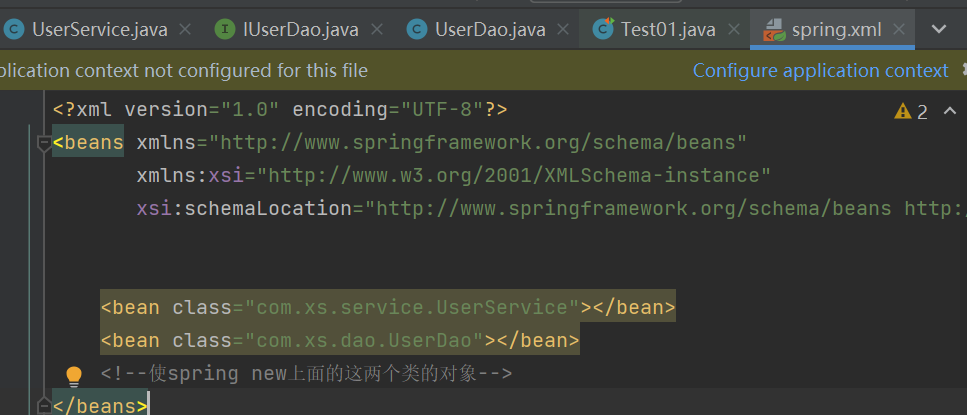 UserService.java IUserDao.java UserDao.java Test01.java spring.xml
plication context not configured for this file Configure application context
<?xml version="1.0" encoding="UTF-8"?> 2
<beans xmlns="http://www.springframework.org/schema/beans"
xmlns:xsi="http://www.w3.org/2001/XMLSchema-instance"
xsi:schemaLocation="http://www.springframework.org/schema/beans http:/
<bean class="com.xs.service.UserService"></bean>
<bean class="com.xs.dao.UserDao"></bean>
<!--使spring new上面的这两个类的对象-->
</beans>